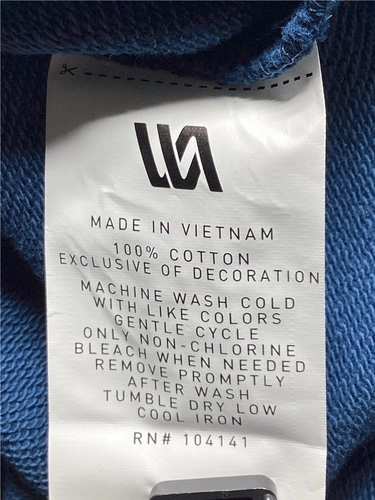 MADE IN VIETNAM
100% COTTON
EXCLUSIVE OF DECORATION
MACHINE WASH COLD
WITH LIKE COLORS
GENTLE CYCLE
ONLY NON-CHLORINE
BLEACH WHEN NEEDED
REMOVE PROMPTLY
AFTER WASH
TUMBLE DRY LOW
COOL IRON
RN# 104141